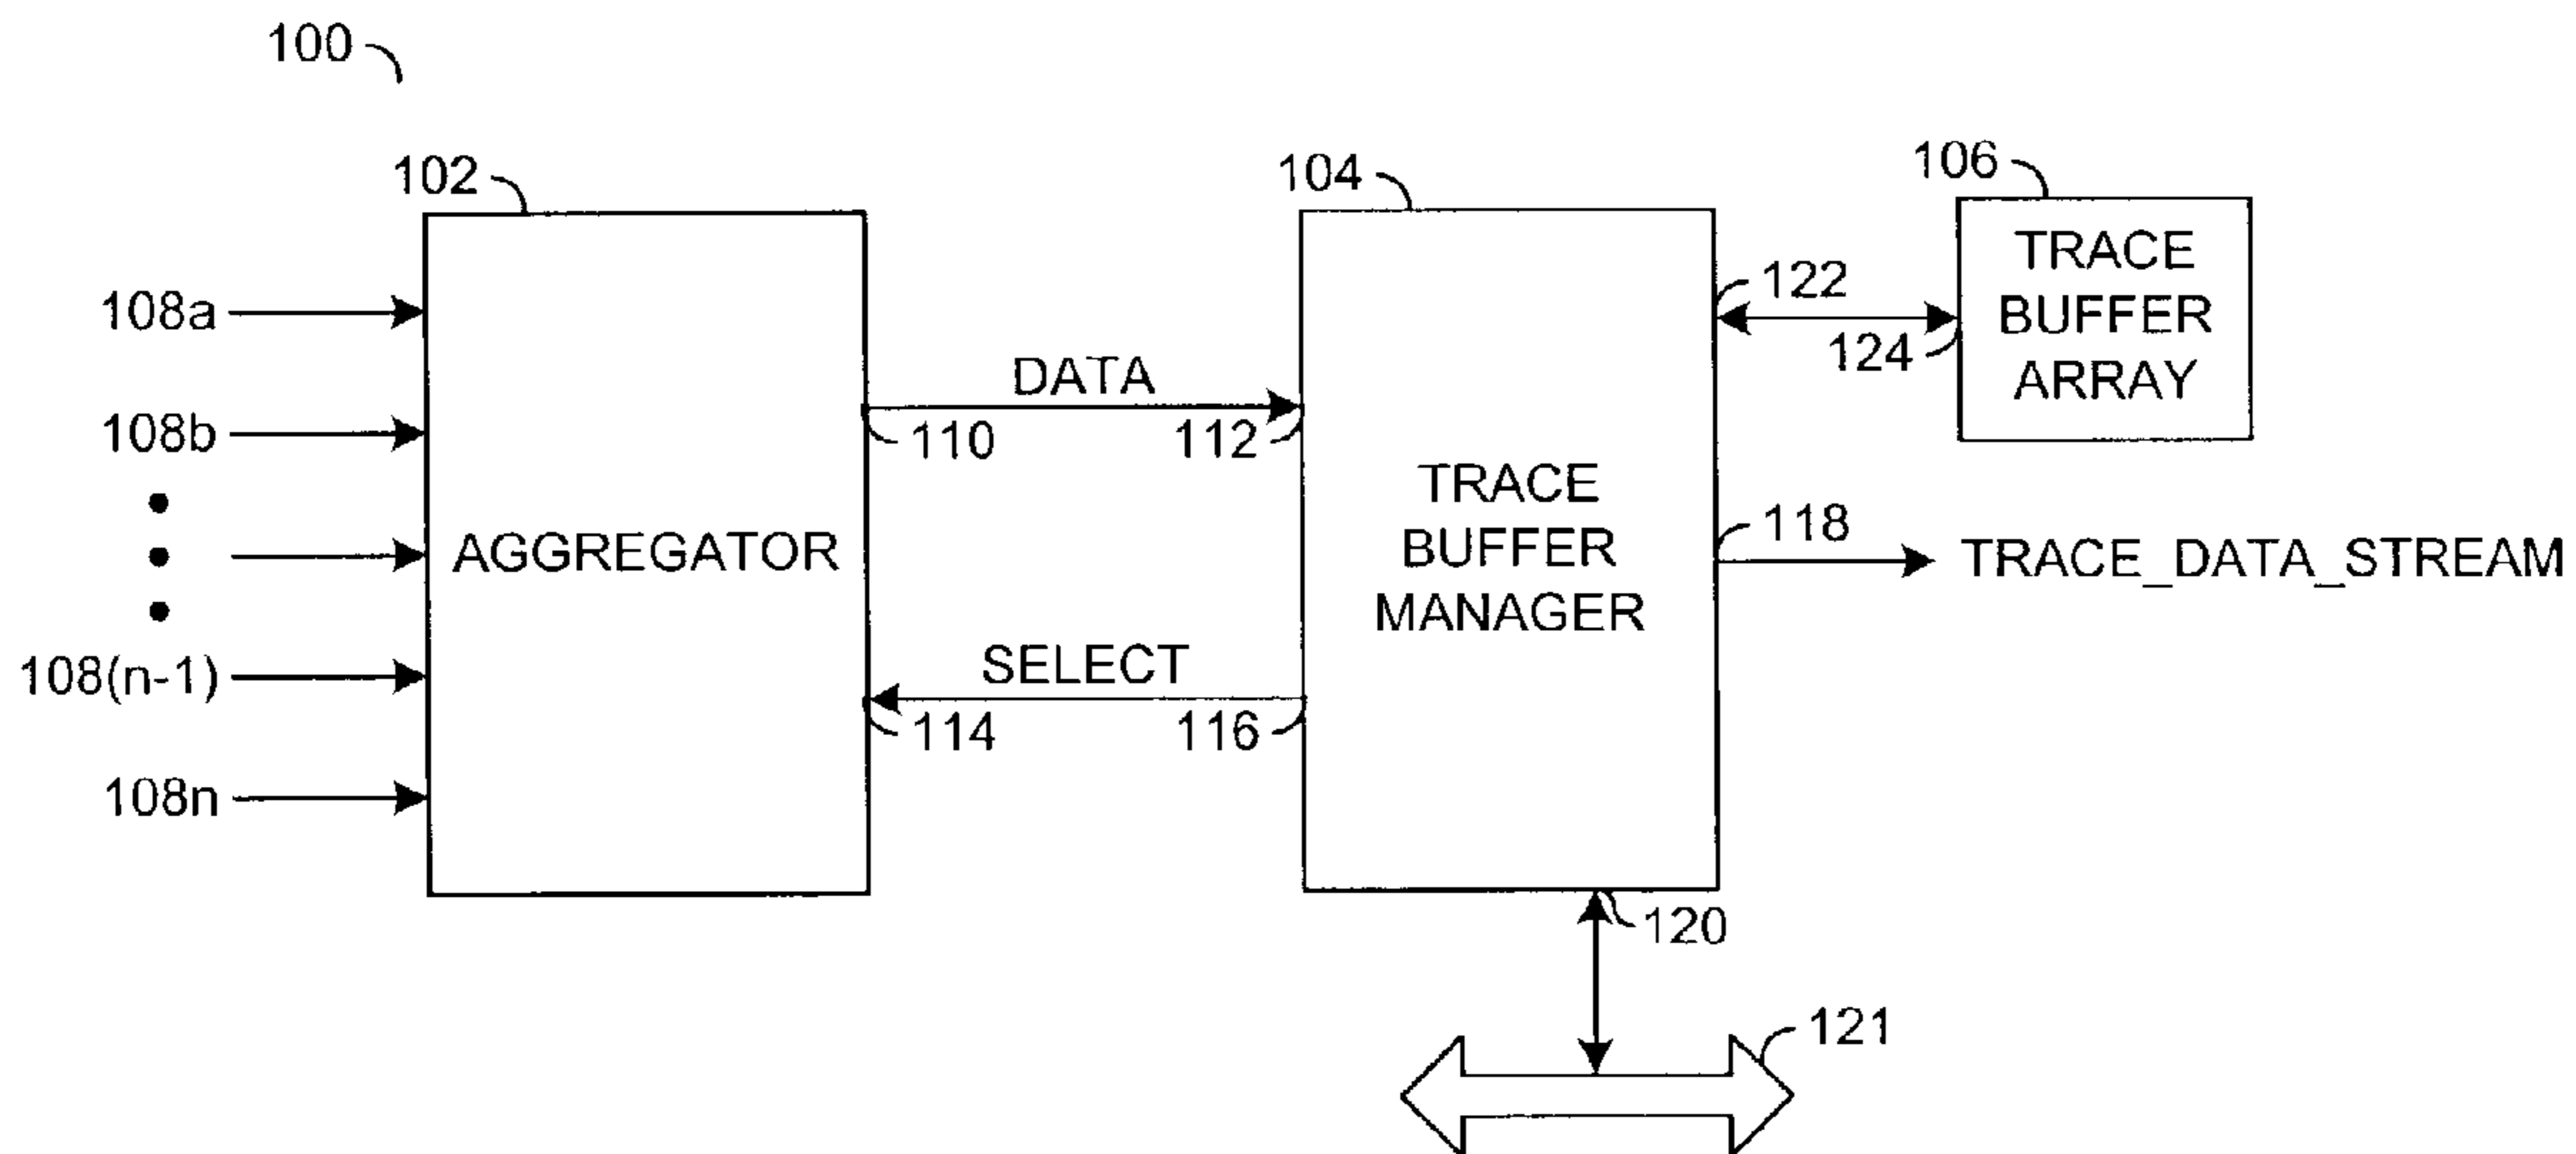 100
102
104
106
108a
108b
108(n-1)
108n
AGGREGATOR
DATA
110
112
SELECT
114
116
TRACE
BUFFER
MANAGER
122
124
TRACE
BUFFER
ARRAY
118
TRACE_DATA_STREAM
120
121